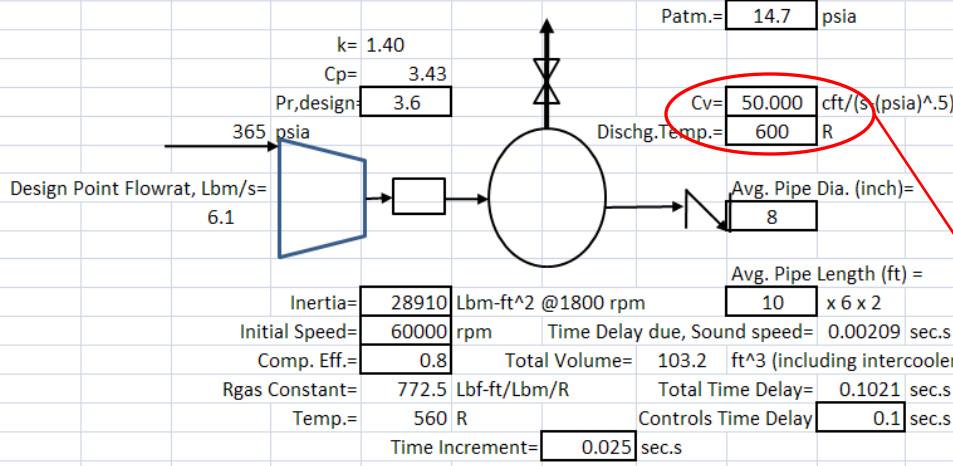 Patm.= 14.7 psia
k= 1.40
Cp= 3.43
Pr,design= 3.6 Cv= 50.000 cft/(s-(psia)^.5)
365 psia Dischg.Temp.= 600 R
Design Point Flowrat, Lbm/s= Avg. Pipe Dia. (inch)=
6.1 8
Avg. Pipe Length (ft) =
Inertia= 28910 Lbm-ft^2 @1800 rpm 10 x 6 x 2
Initial Speed= 60000 rpm Time Delay due, Sound speed= 0.00209 sec.s
Comp. Eff.= 0.8 Total Volume= 103.2 ft^3 (including intercooler
Rgas Constant= 772.5 Lbf-ft/Lbm/R Total Time Delay= 0.1021 sec.s
Temp.= 560 R Controls Time Delay 0.1 sec.s
Time Increment= 0.025 sec.s